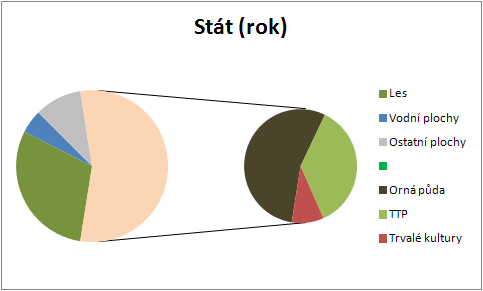 Stát (rok)
Les
Vodní plochy
Ostatní plochy
Orná půda
TTP
Trvalé kultury